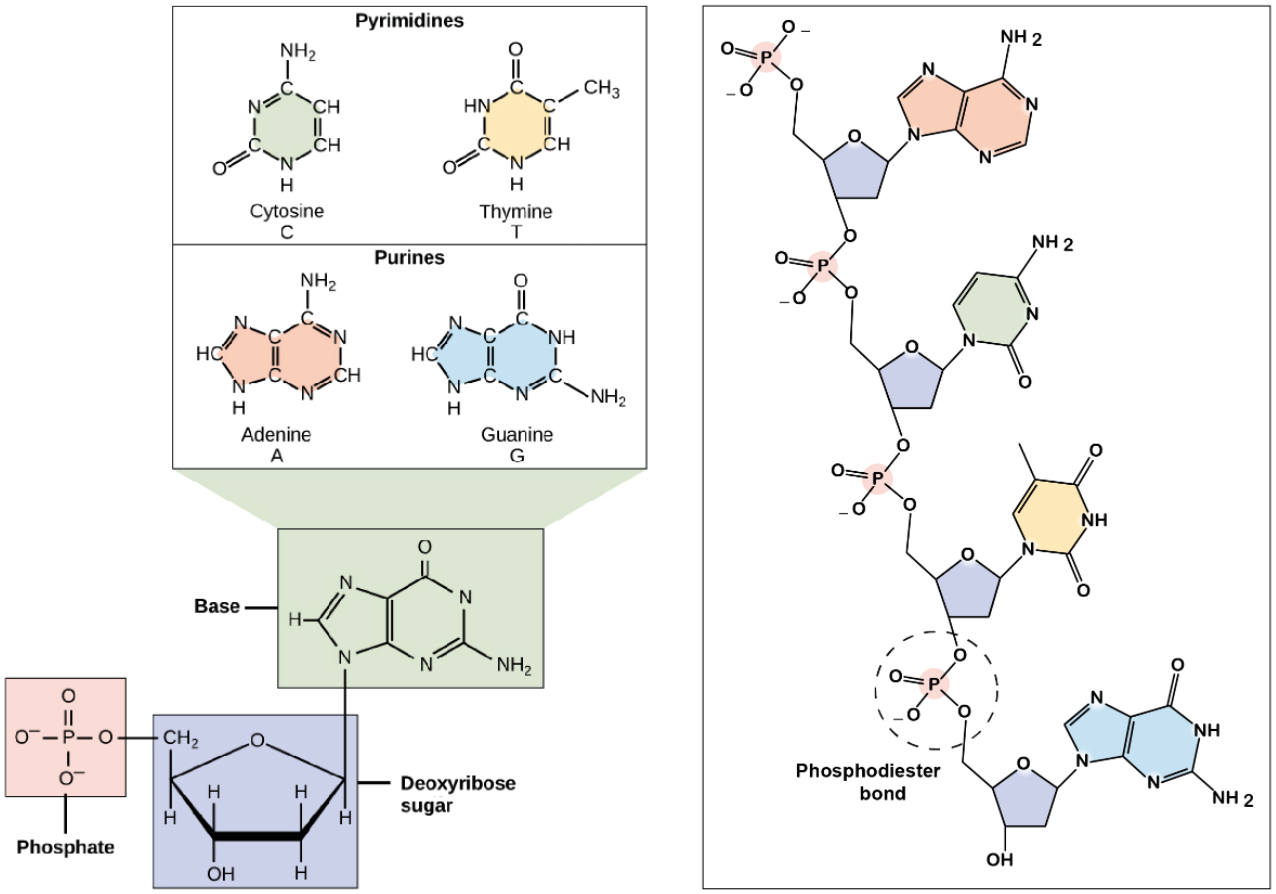 Pyrimidines
NH₂
C
N
CH
C
CH
O
N
H
Cytosine
C
O
C
CH₃
HN
C
C
CH
O
N
H
Thymine
T
Purines
NH₂
C
N
C
N
HC
C
CH
N
N
H
Adenine
A
O
C
N
C
NH
HC
C
C
N
N
NH₂
H
Guanine
G
Base
O
N
N
H
N
N
NH₂
O
O⁻ P O
O⁻
Phosphate
CH₂
O
H
H
H
H
OH
H
Deoxyribose
sugar
O –
O P
– O
O
NH 2
N
N
N
N
O
O
O P
– O
O
NH 2
N
N
O
O
O
O P
– O
O
O
NH
N
O
O
O
O P
– O
O
Phosphodiester
bond
O
N
NH
N
N
NH 2
O
OH